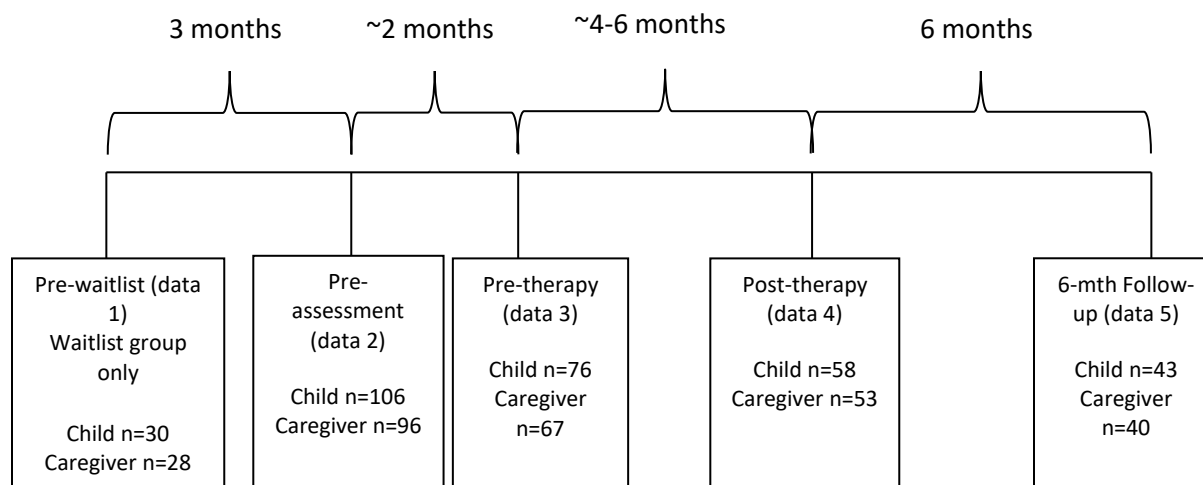 3 months
~2 months
~4-6 months
6 months
Pre-waitlist (data
1)
Waitlist group
only
Child n=30
Caregiver n=28
Pre-
assessment
(data 2)
Child n=106
Caregiver n=96
Pre-therapy
(data 3)
Child n=76
Caregiver
n=67
Post-therapy
(data 4)
Child n=58
Caregiver n=53
6-mth Follow-
up (data 5)
Child n=43
Caregiver
n=40